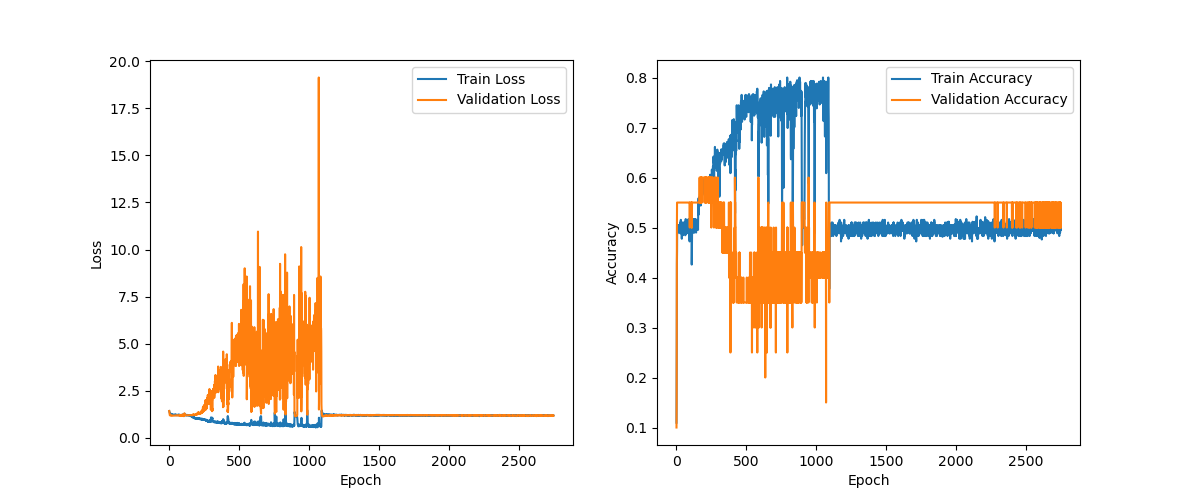 20.0
17.5
15.0
12.5
10.0
7.5
5.0
2.5
0.0
Loss
0 500 1000 1500 2000 2500
Epoch
Train Loss
Validation Loss
0.8
0.7
0.6
0.5
0.4
0.3
0.2
0.1
Accuracy
0 500 1000 1500 2000 2500
Epoch
Train Accuracy
Validation Accuracy